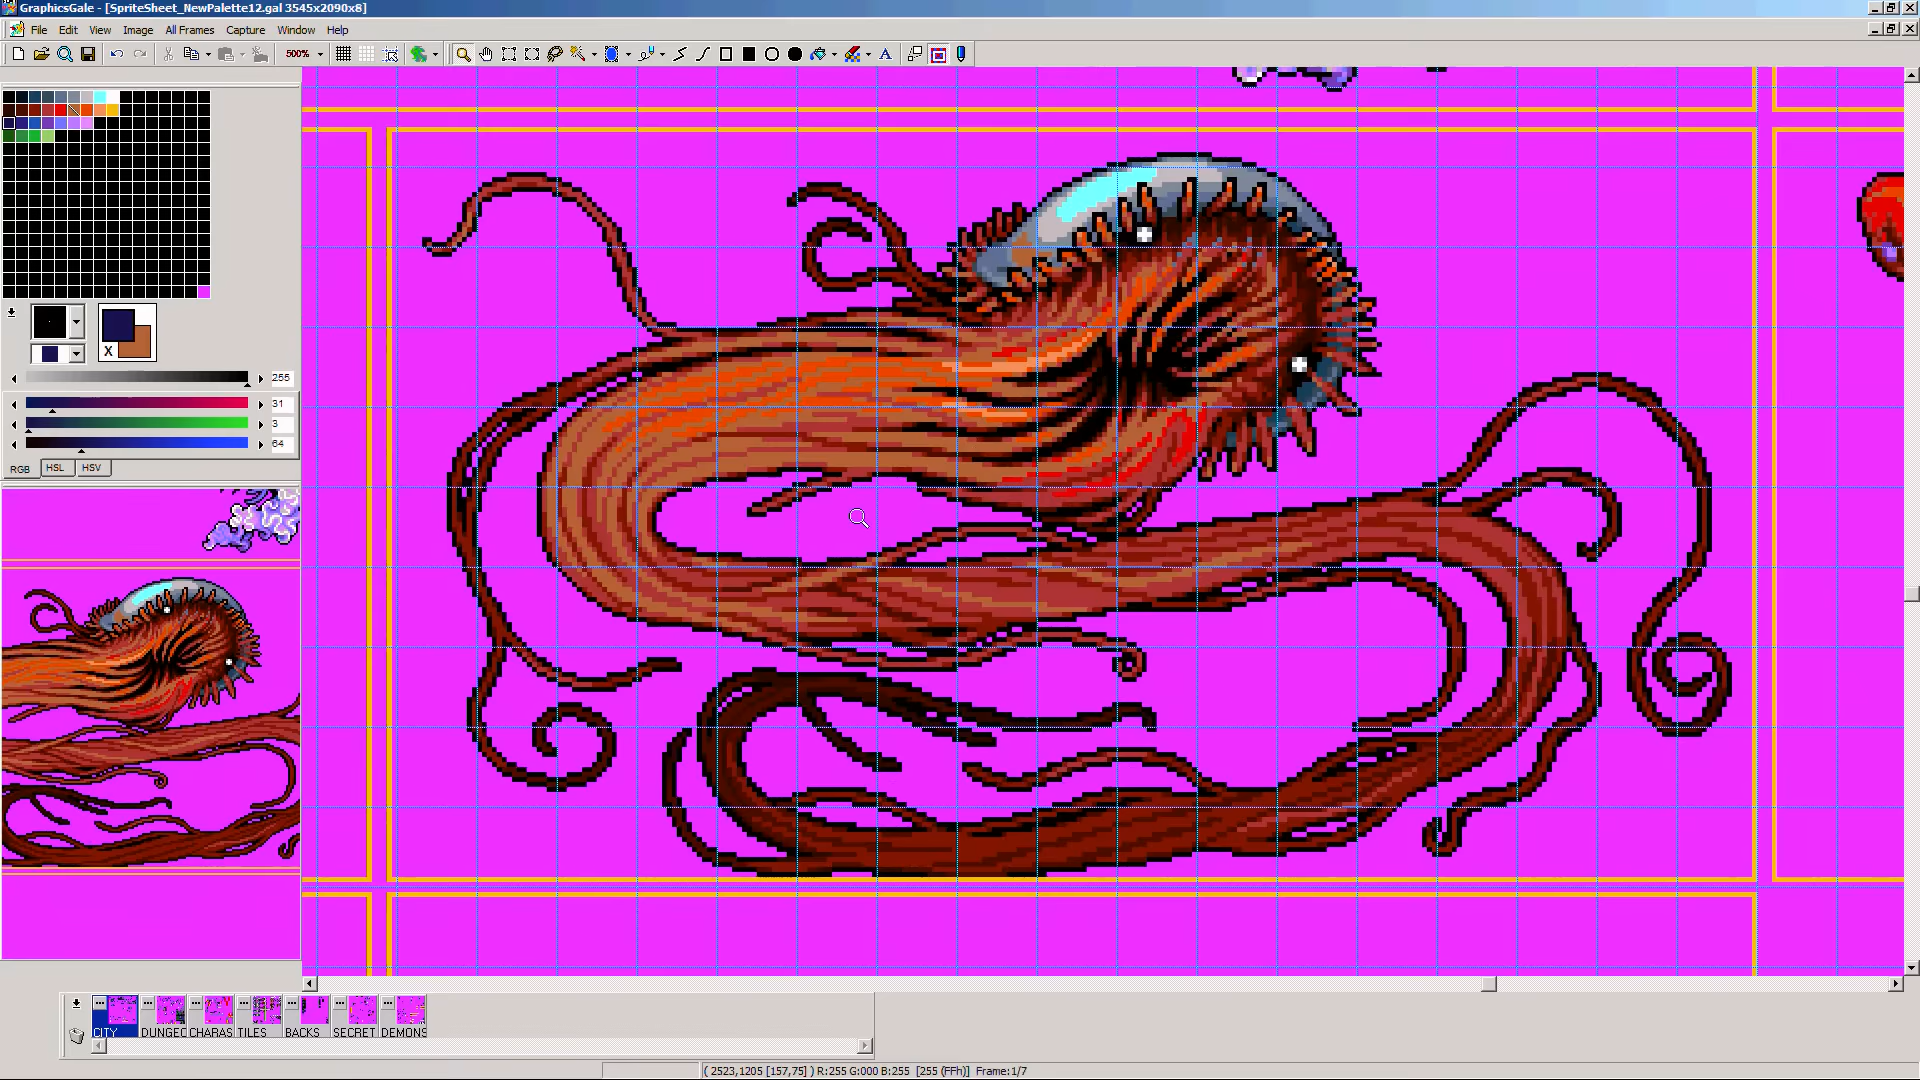 GraphicsGale - [SpriteSheet_NewPalette12.gal 3545x2090x8]
File Edit View Image All Frames Capture Window Help
500%
A
X
255
31
3
64
RGB HSL HSV
CITY DUNGEC CHARAS TILES BACKS SECRET DEMONS
( 2523,1205 [157,75] ) R:255 G:000 B:255 [255 (FFh)] Frame:1/7